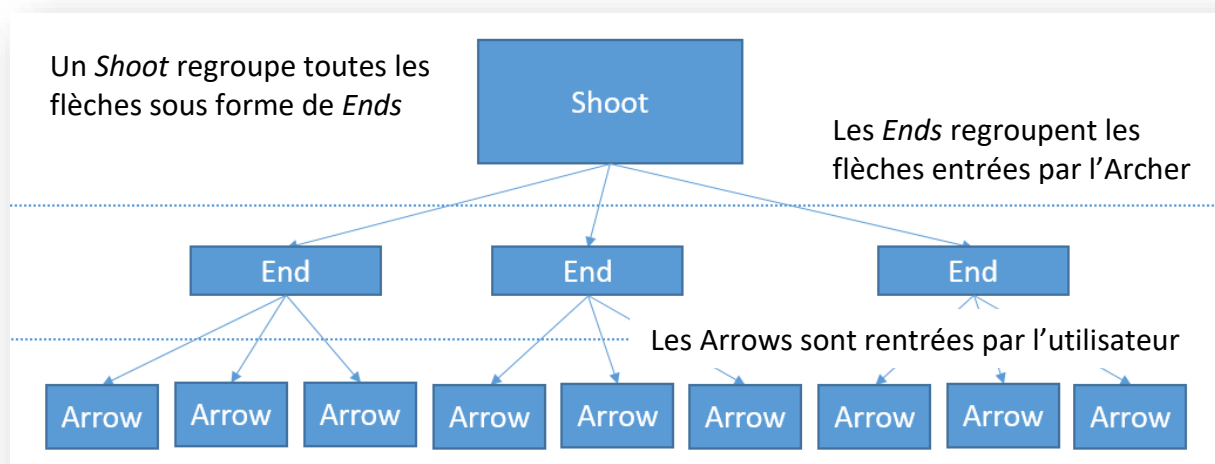 Un Shoot regroupe toutes les
flèches sous forme de Ends
Shoot
Les Ends regroupent les
flèches entrées par l’Archer
End
End
End
Les Arrows sont rentrées par l’utilisateur
Arrow
Arrow
Arrow
Arrow
Arrow
Arrow
Arrow
Arrow
Arrow